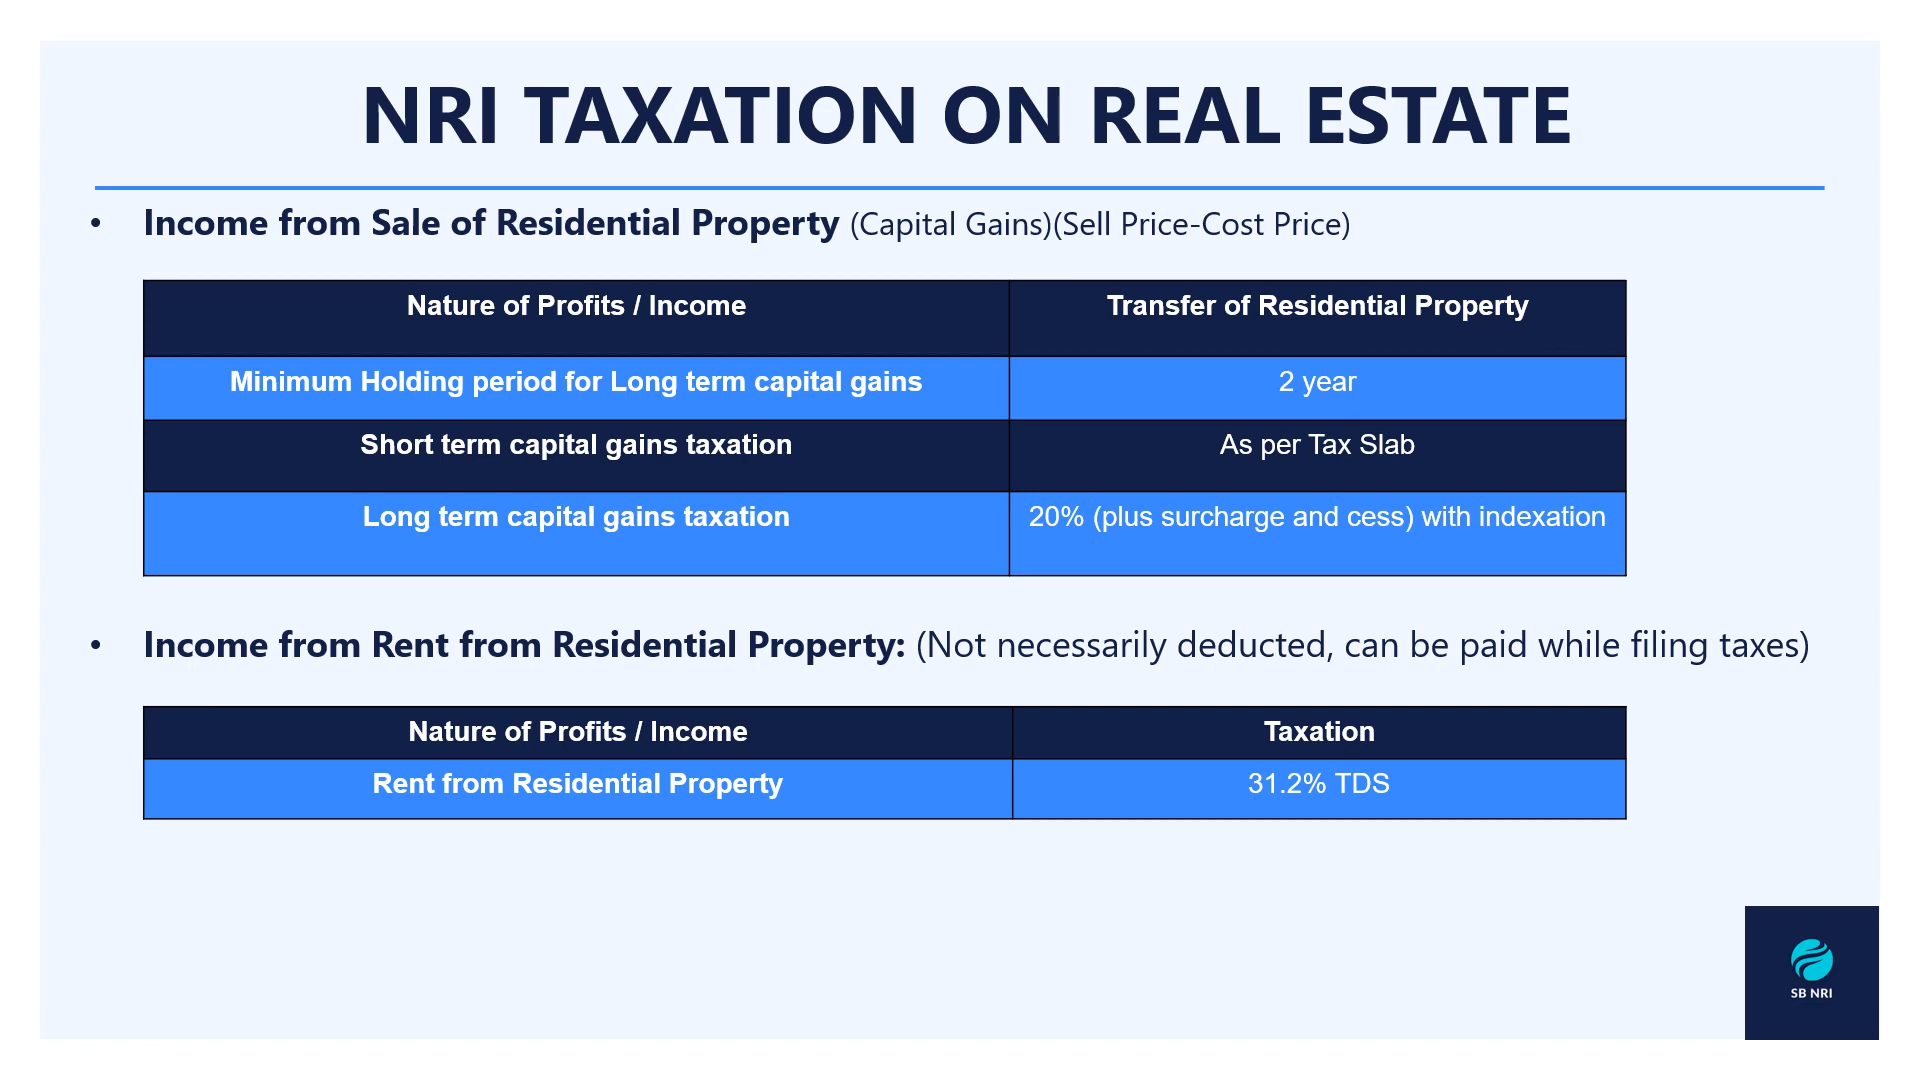 NRI TAXATION ON REAL ESTATE
• Income from Sale of Residential Property (Capital Gains)(Sell Price-Cost Price)
Nature of Profits / Income Transfer of Residential Property
Minimum Holding period for Long term capital gains 2 year
Short term capital gains taxation As per Tax Slab
Long term capital gains taxation 20% (plus surcharge and cess) with indexation
• Income from Rent from Residential Property: (Not necessarily deducted, can be paid while filing taxes)
Nature of Profits / Income Taxation
Rent from Residential Property 31.2% TDS
SB NRI